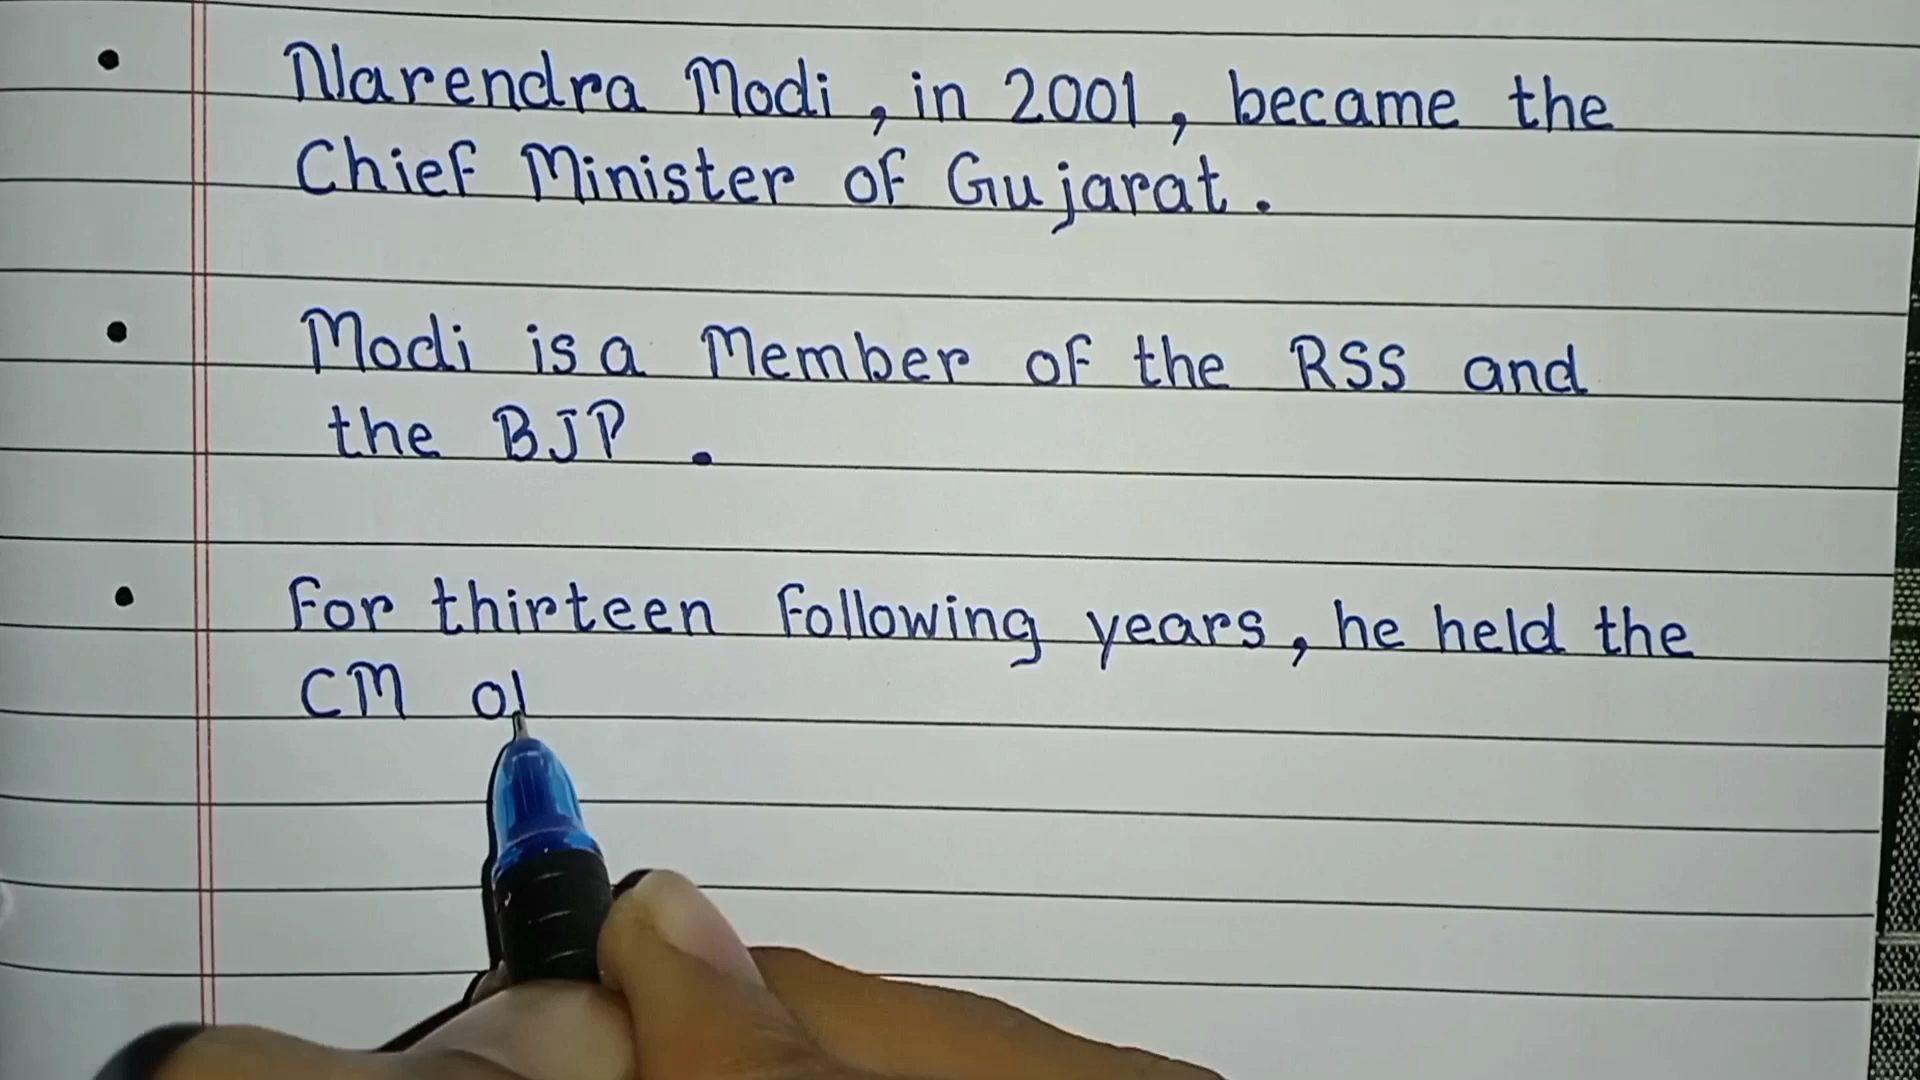 • Narendra Modi, in 2001, became the
Chief Minister of Gujarat.
• Modi is a Member of the RSS and
the BJP.
• For thirteen following years, he held the
CM